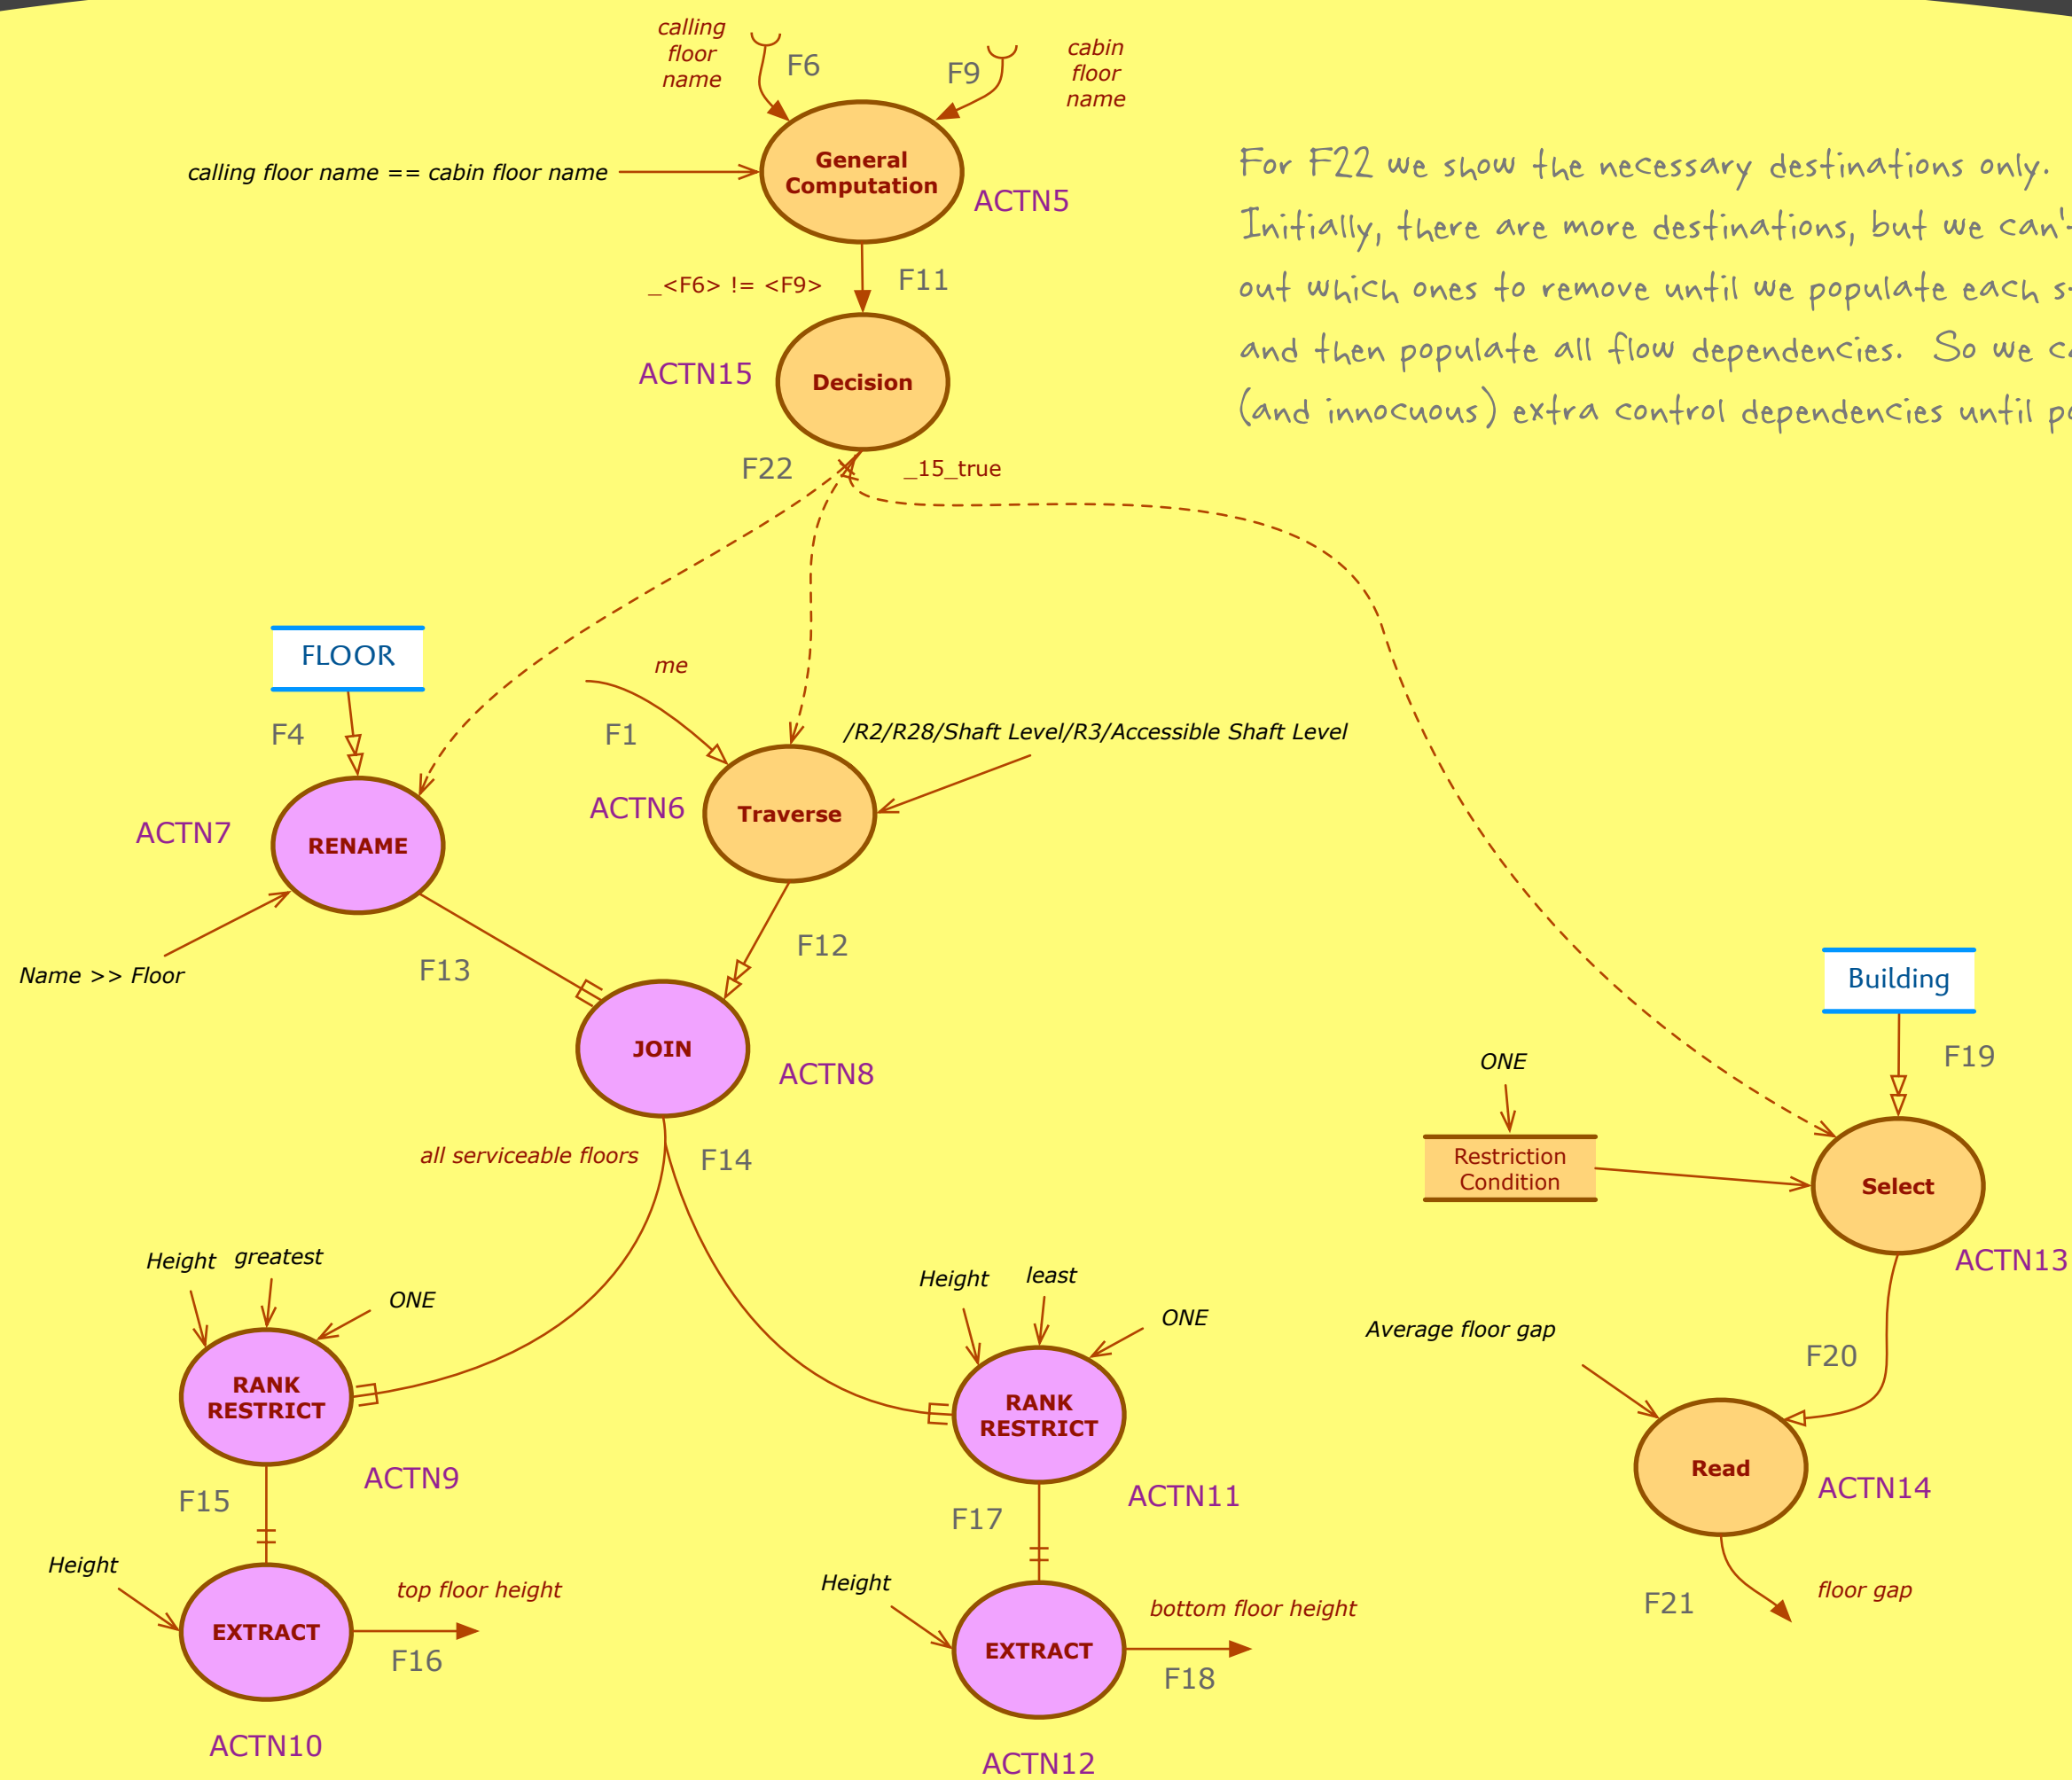 calling
floor
name
F6
F9
cabin
floor
name
General
Computation
ACTN5
calling floor name == cabin floor name
For F22 we show the necessary destinations only.
Initially, there are more destinations, but we can'
out which ones to remove until we populate each
and then populate all flow dependencies. So we
(and innocuous) extra control dependencies until
_<F6> != <F9>
F11
ACTN15
Decision
F22
_15_true
FLOOR
me
F4
F1
/R2/R28/Shaft Level/R3/Accessible Shaft Level
ACTN7
RENAME
ACTN6
Traverse
Name >> Floor
F13
F12
Building
JOIN
ACTN8
ONE
F19
all serviceable floors
F14
Restriction
Condition
Select
ACTN13
Height
greatest
ONE
Height
least
ONE
Average floor gap
F20
RANK
RESTRICT
RANK
RESTRICT
Read
ACTN9
ACTN11
ACTN14
F15
F17
Height
top floor height
EXTRACT
F16
Height
bottom floor height
EXTRACT
F18
F21
floor gap
ACTN10
ACTN12